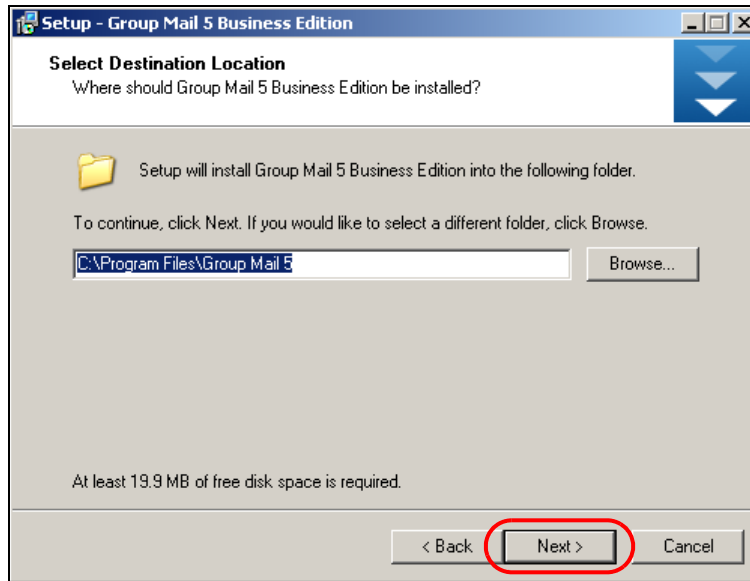 Setup - Group Mail 5 Business Edition
Select Destination Location
Where should Group Mail 5 Business Edition be installed?
Setup will install Group Mail 5 Business Edition into the following folder.
To continue, click Next. If you would like to select a different folder, click Browse.
C:\Program Files\Group Mail 5
Browse...
At least 19.9 MB of free disk space is required.
< Back
Next >
Cancel